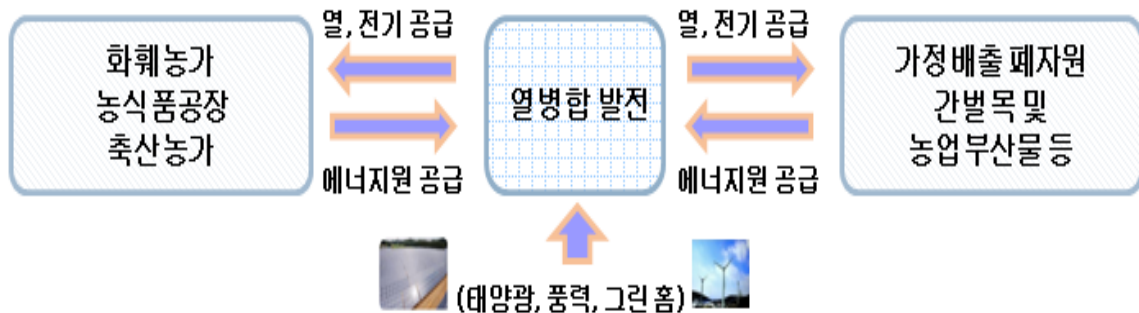 열, 전기 공급
열, 전기 공급
화훼농가
농식품공장
축산농가
열병합 발전
가정배출 폐자원
간벌목 및
농업부산물 등
에너지원 공급
에너지원 공급
(태양광, 풍력, 그린 홈)